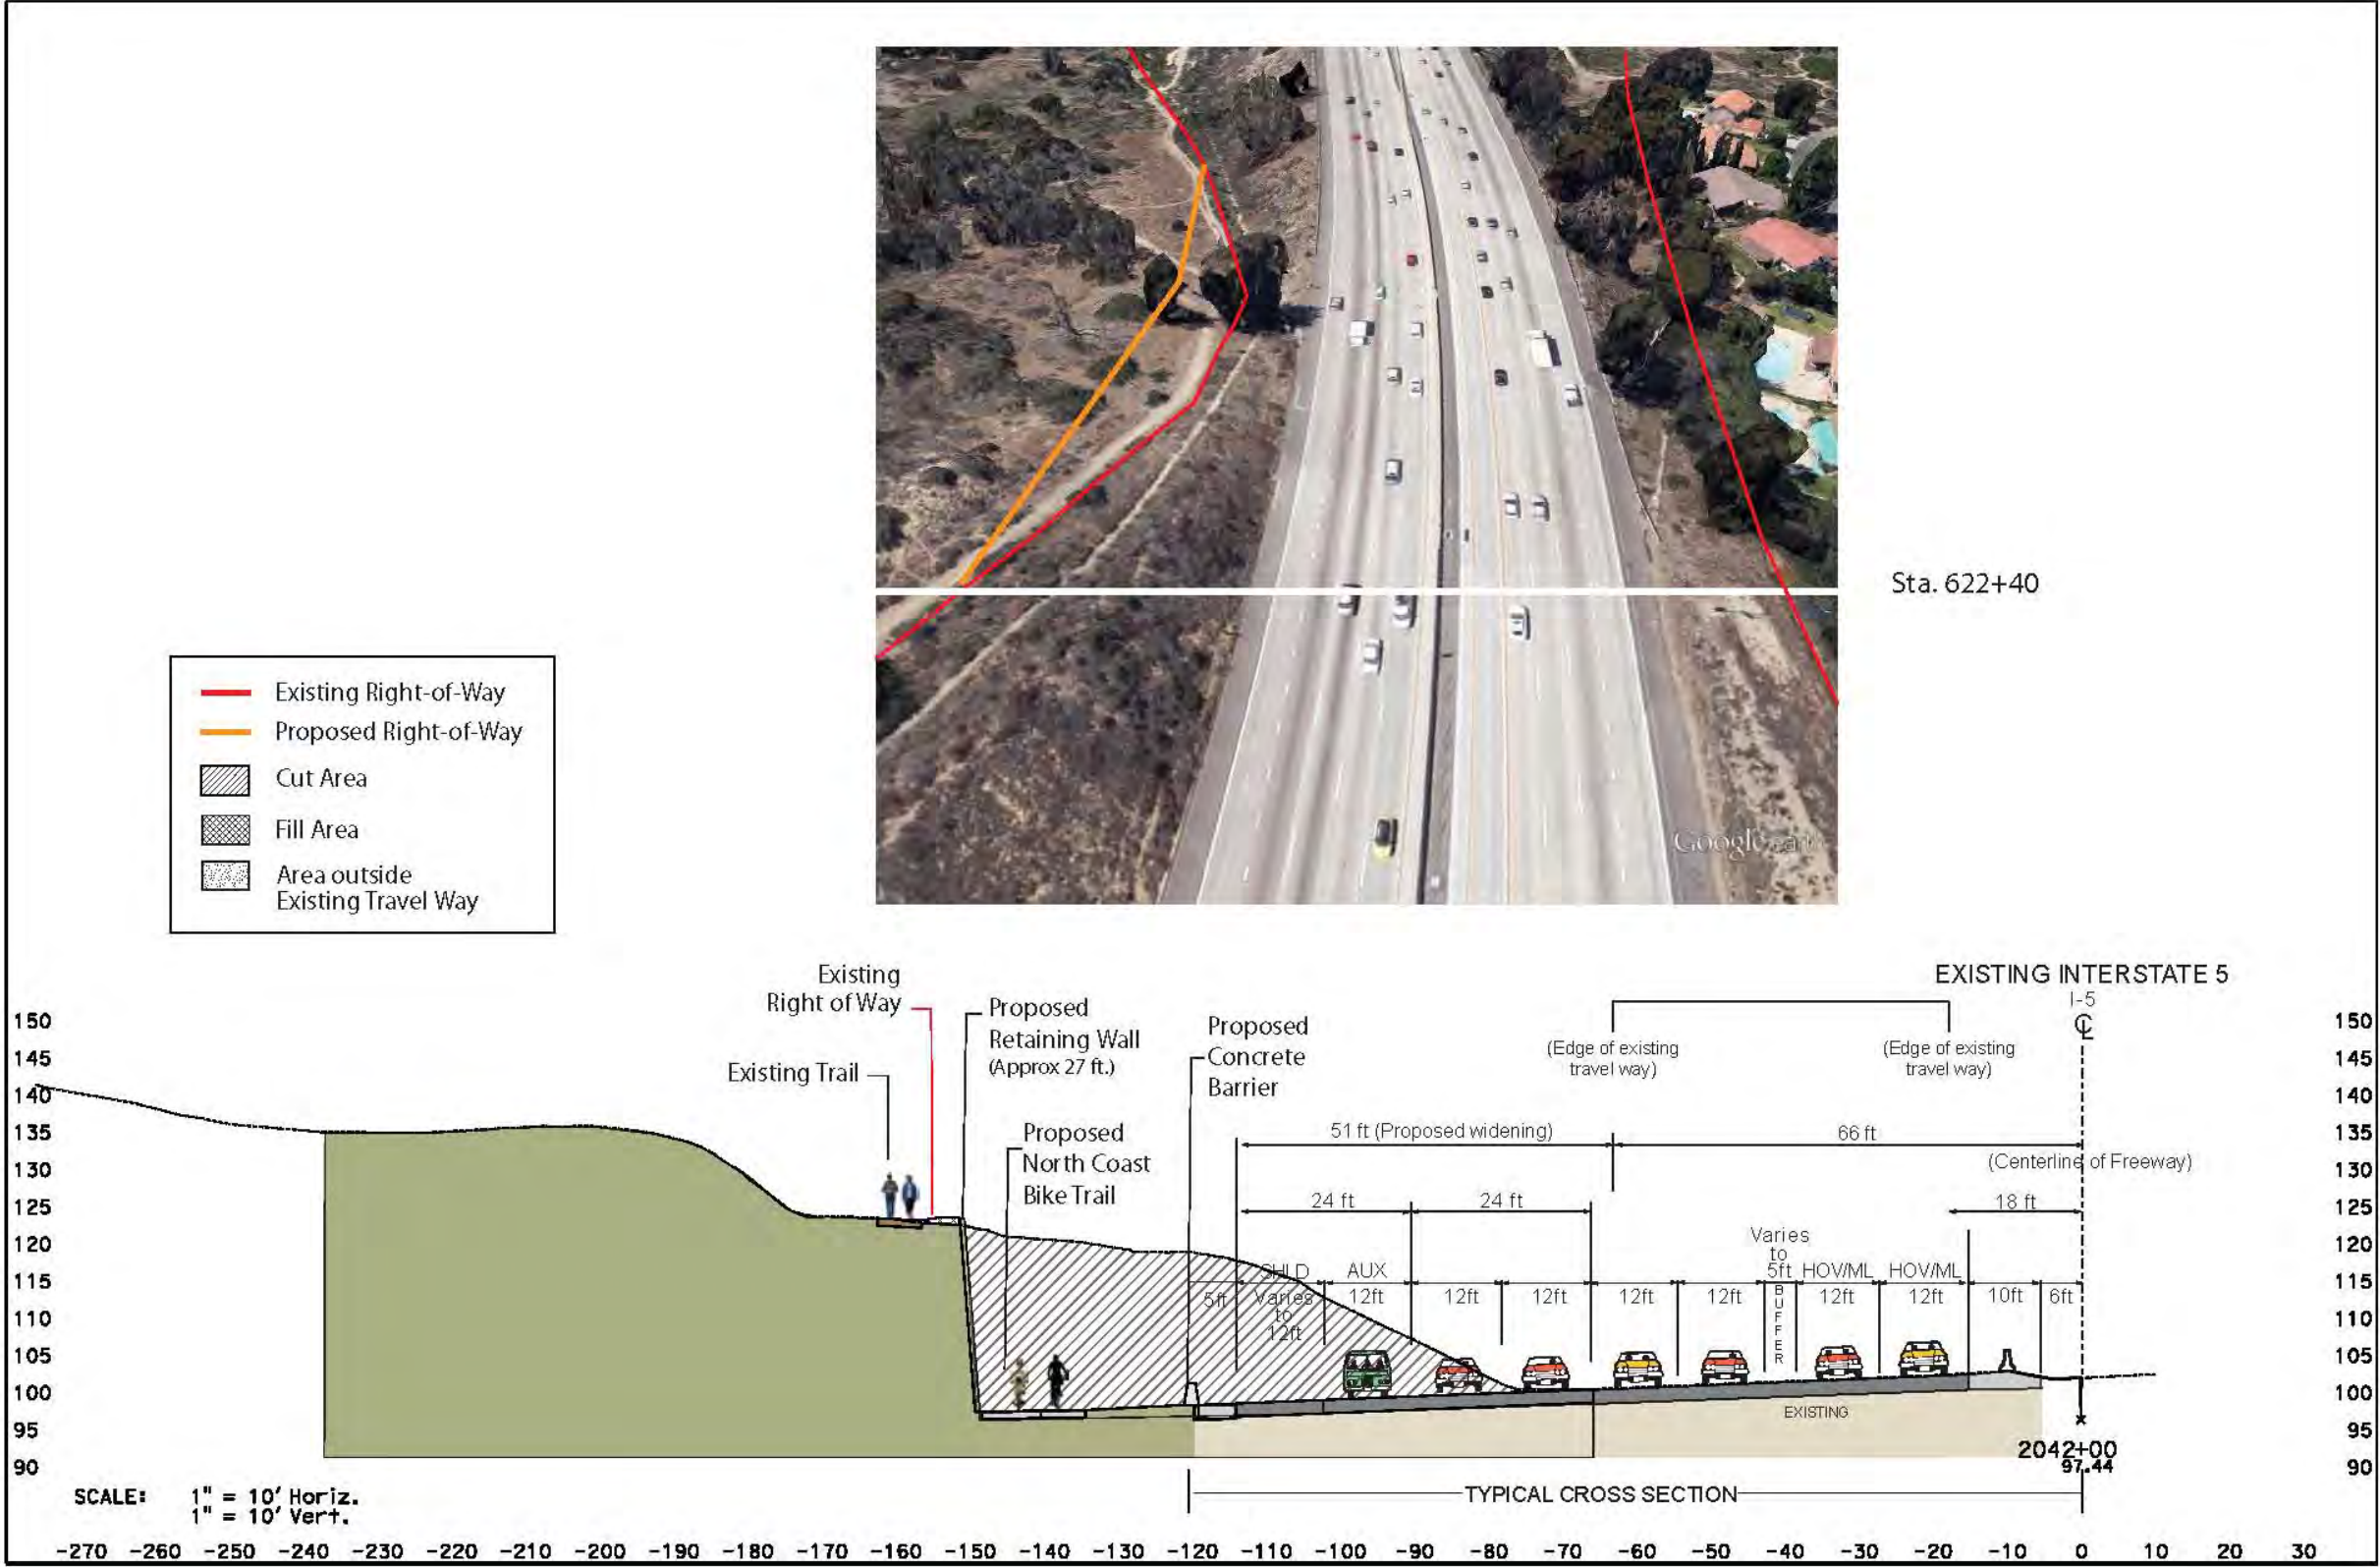 Sta. 622+40
Google earth
Existing Right-of-Way
Proposed Right-of-Way
Cut Area
Fill Area
Area outside
Existing Travel Way
Existing
Right of Way
Existing Trail
Proposed
Retaining Wall
(Approx 27 ft.)
Proposed
North Coast
Bike Trail
Proposed
Concrete
Barrier
EXISTING INTERSTATE 5
I-5
℄
(Edge of existing
travel way)
(Edge of existing
travel way)
51 ft (Proposed widening)
66 ft
(Centerline of Freeway)
24 ft
24 ft
18 ft
Varies
to
5ft
BUFFER
SHLD
AUX
HOV/ML
HOV/ML
5ft
Varies
to
12ft
12ft
12ft
12ft
12ft
12ft
12ft
12ft
10ft
6ft
EXISTING
2042+00
97.44
TYPICAL CROSS SECTION
150
145
140
135
130
125
120
115
110
105
100
95
90
150
145
140
135
130
125
120
115
110
105
100
95
90
SCALE: 1" = 10' Horiz.
1" = 10' Vert.
-270 -260 -250 -240 -230 -220 -210 -200 -190 -180 -170 -160 -150 -140 -130 -120 -110 -100 -90 -80 -70 -60 -50 -40 -30 -20 -10 0 10 20 30